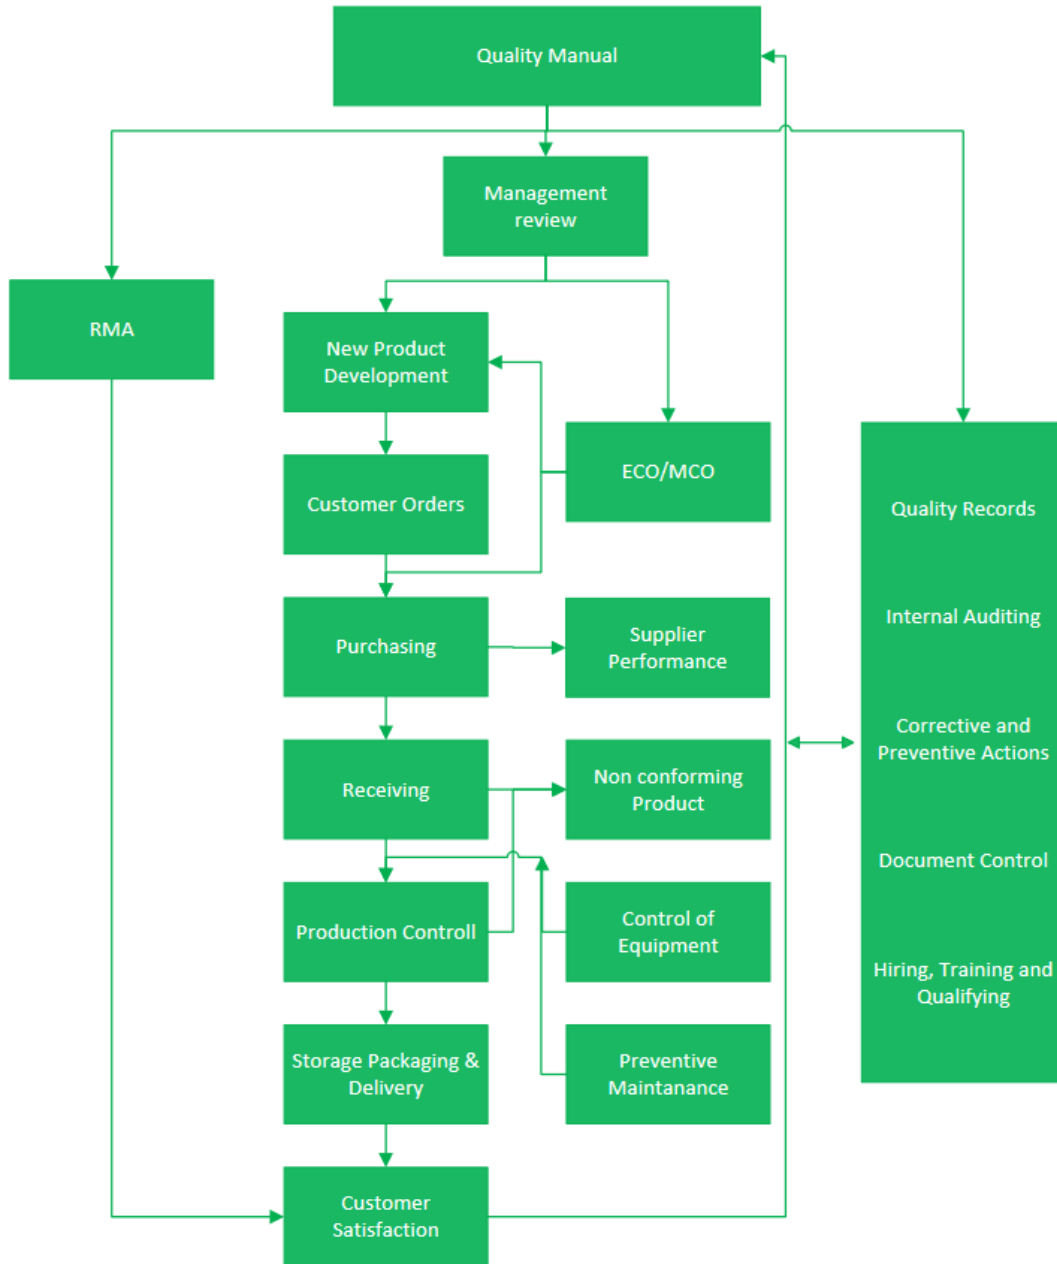 Quality Manual
Management
review
RMA
New Product
Development
ECO/MCO
Customer Orders
Quality Records
Internal Auditing
Purchasing
Supplier
Performance
Corrective and
Preventive Actions
Receiving
Non conforming
Product
Document Control
Production Controll
Control of
Equipment
Hiring, Training and
Qualifying
Storage Packaging &
Delivery
Preventive
Maintanance
Customer
Satisfaction